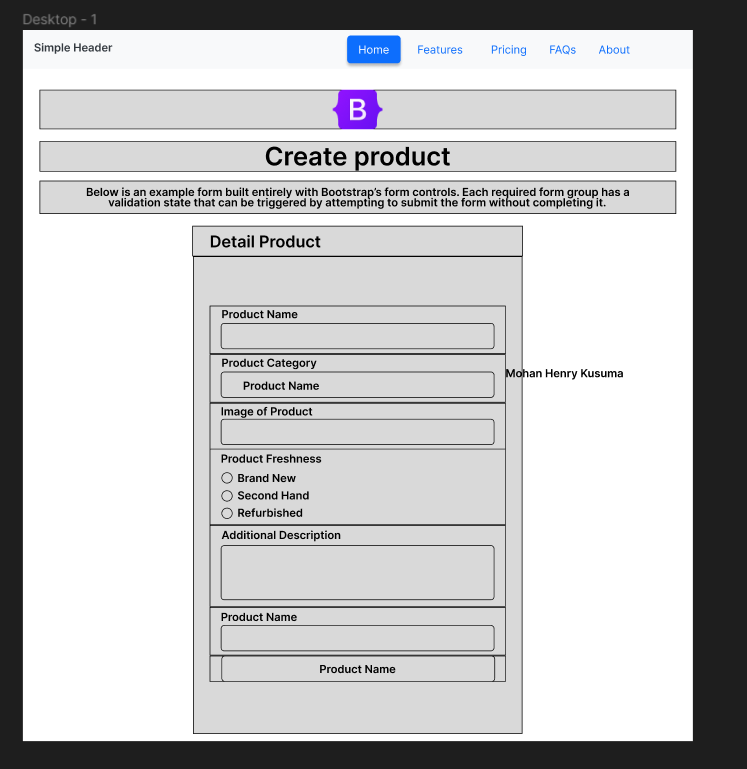 Desktop - 1
Simple Header
Home
Features
Pricing
FAQs
About
B
Create product
Below is an example form built entirely with Bootstrap’s form controls. Each required form group has a
validation state that can be triggered by attempting to submit the form without completing it.
Detail Product
Product Name
Product Category
Mohan Henry Kusuma
Product Name
Image of Product
Product Freshness
Brand New
Second Hand
Refurbished
Additional Description
Product Name
Product Name